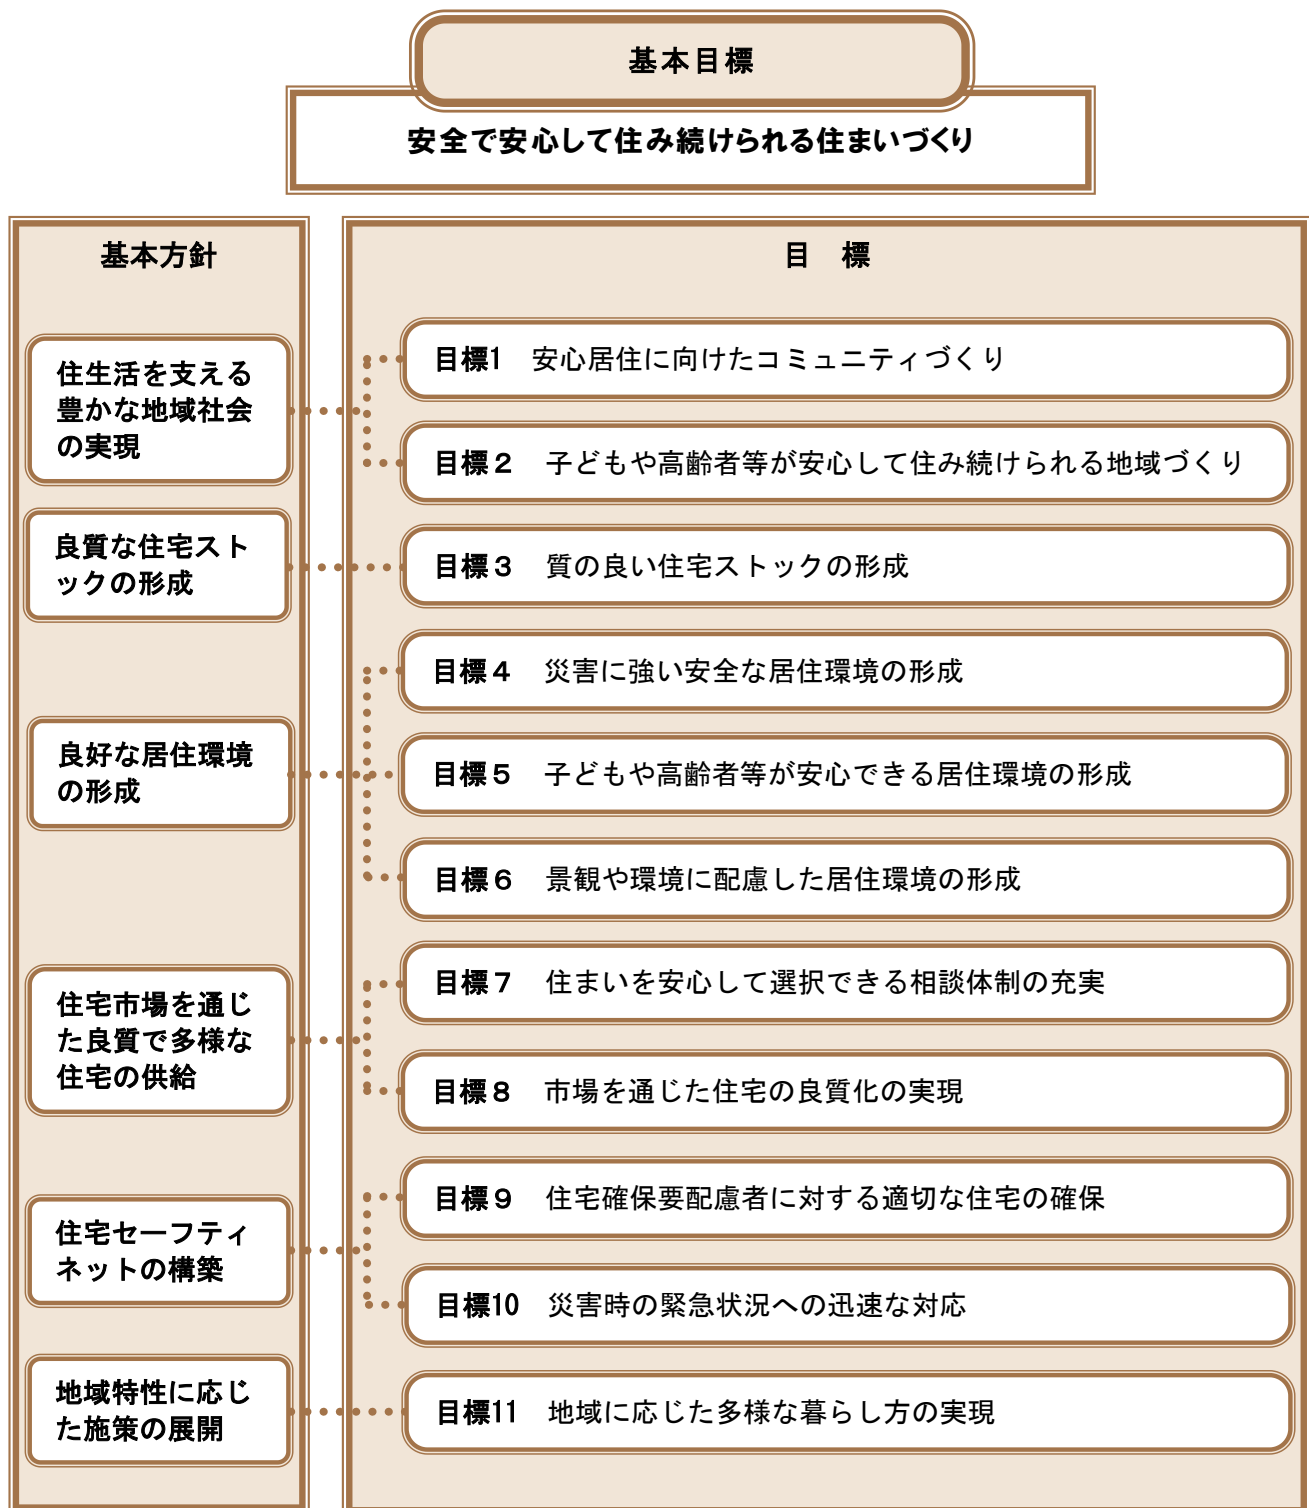 基本目標
安全で安心して住み続けられる住まいづくり
基本方針
目　標
住生活を支える
豊かな地域社会
の実現
目標1　安心居住に向けたコミュニティづくり
目標２　子どもや高齢者等が安心して住み続けられる地域づくり
良質な住宅スト
ックの形成
目標３　質の良い住宅ストックの形成
良好な居住環境
の形成
目標４　災害に強い安全な居住環境の形成
目標５　子どもや高齢者等が安心できる居住環境の形成
目標６　景観や環境に配慮した居住環境の形成
住宅市場を通じ
た良質で多様な
住宅の供給
目標７　住まいを安心して選択できる相談体制の充実
目標８　市場を通じた住宅の良質化の実現
住宅セーフティ
ネットの構築
目標９　住宅確保要配慮者に対する適切な住宅の確保
目標10　災害時の緊急状況への迅速な対応
地域特性に応じ
た施策の展開
目標11　地域に応じた多様な暮らし方の実現